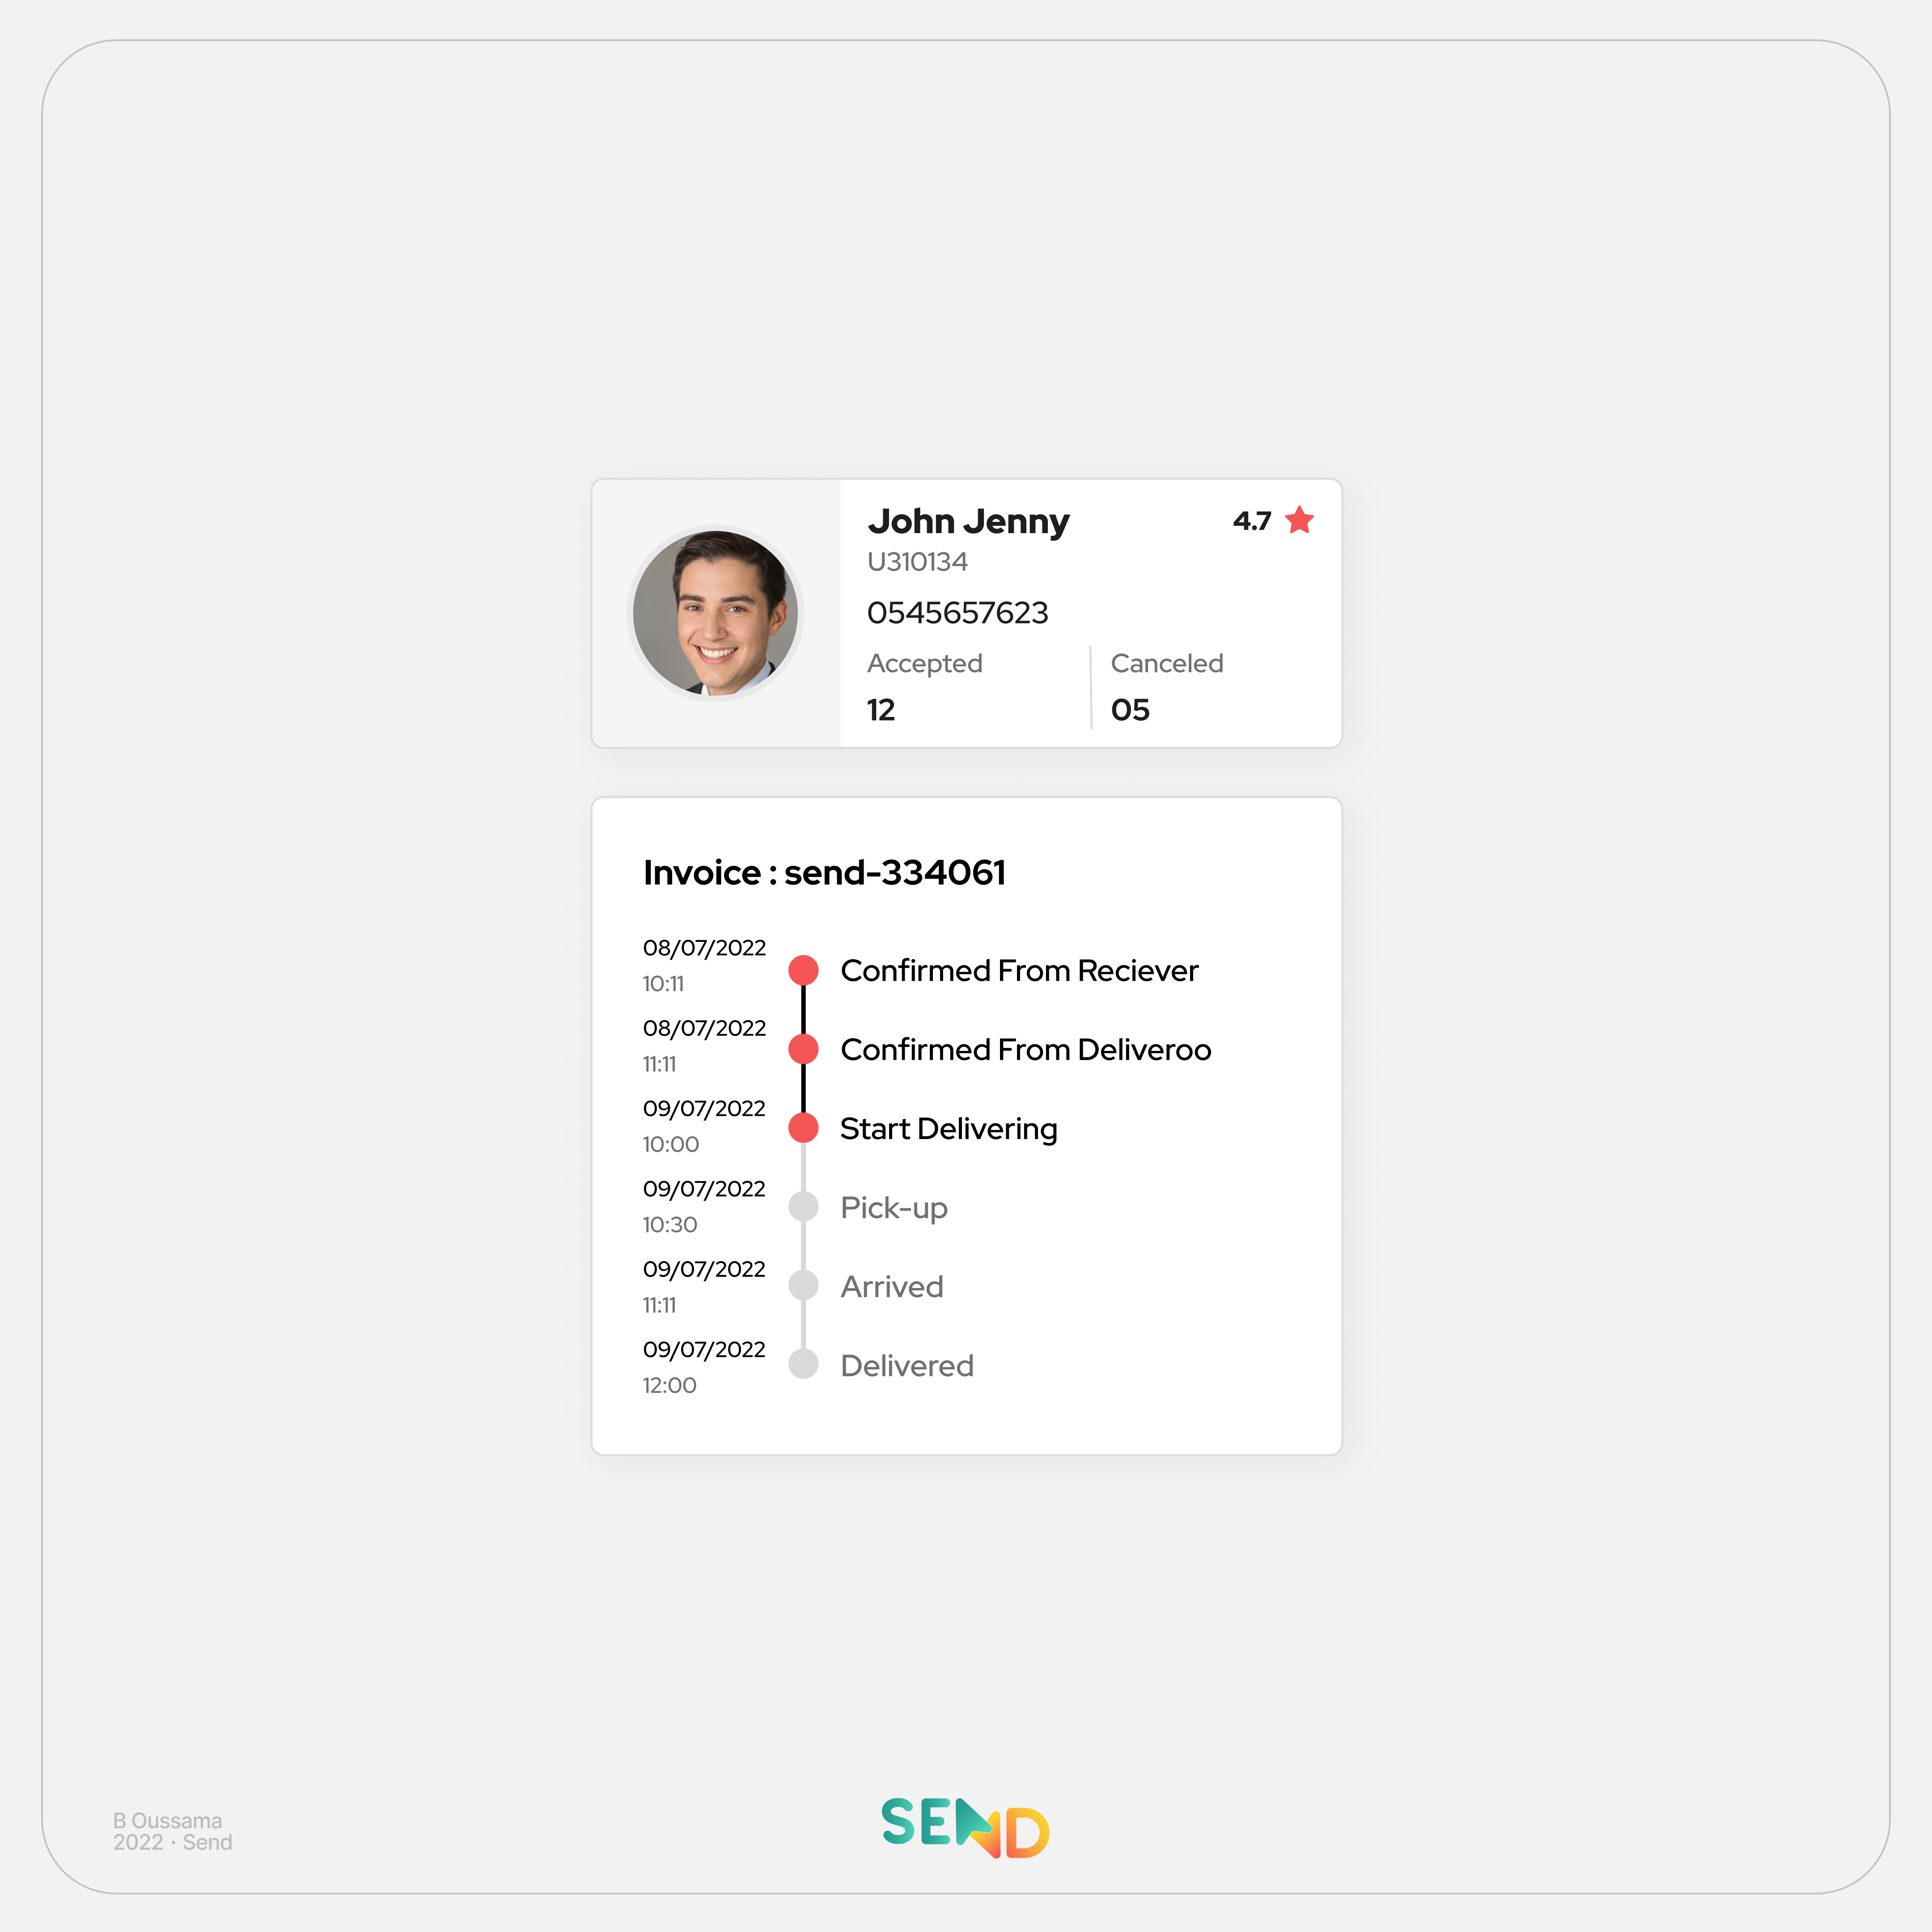 John Jenny
4.7
U310134
0545657623
Accepted
Canceled
12
05
Invoice : send-334061
08/07/2022
10:11
Confirmed From Reciever
08/07/2022
11:11
Confirmed From Deliveroo
09/07/2022
10:00
Start Delivering
09/07/2022
10:30
Pick-up
09/07/2022
11:11
Arrived
09/07/2022
12:00
Delivered
B Oussama
2022 · Send
SEND